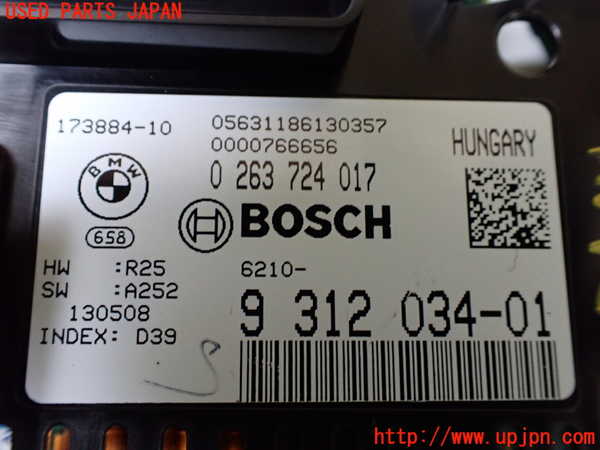 USED PARTS JAPAN
173884-10
05631186130357
0000766656
HUNGARY
BMW
0 263 724 017
BOSCH
658
HW :R25
SW :A252
130508
INDEX: D39
6210-
9 312 034-01
http://www.upjpn.com/